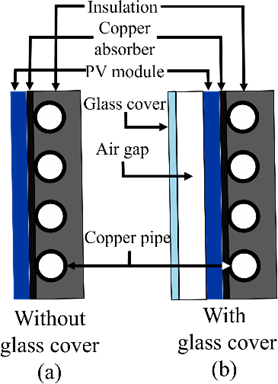 Insulation
Copper
absorber
PV module
Glass cover
Air gap
Copper pipe
Without
glass cover
(a)
With
glass cover
(b)